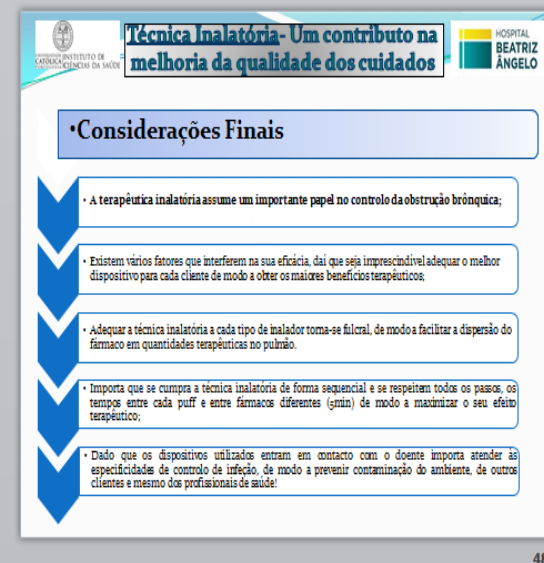 Técnica Inalatória- Um contributo na
melhoria da qualidade dos cuidados
CATÓLICA INSTITUTO DE
CIÊNCIAS DA SAÚDE
HOSPITAL
BEATRIZ
ÂNGELO
•Considerações Finais
• A terapêutica inalatória assume um importante papel no controlo da obstrução brônquica;
• Existem vários fatores que interferem na sua eficácia, daí que seja imprescindível adequar o melhor
dispositivo para cada cliente de modo a obter os maiores benefícios terapêuticos;
• Adequar a técnica inalatória a cada tipo de inalador torna-se fulcral, de modo a facilitar a dispersão do
fármaco em quantidades terapêuticas no pulmão.
• Importa que se cumpra a técnica inalatória de forma sequencial e se respeitem todos os passos, os
tempos entre cada puff e entre fármacos diferentes (5min) de modo a maximizar o seu efeito
terapêutico;
• Dado que os dispositivos utilizados entram em contacto com o doente importa atender às
especificidades de controlo de infeção, de modo a prevenir contaminação do ambiente, de outros
clientes e mesmo dos profissionais de saúde!
48